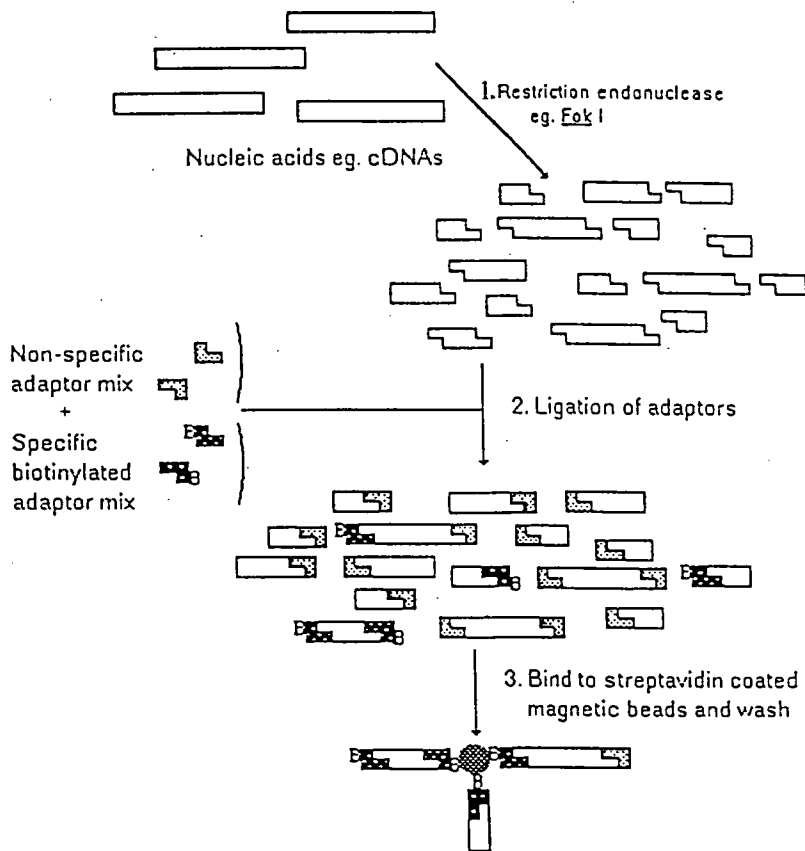 1. Restriction endonuclease
eg. Fok I
Nucleic acids eg. cDNAs
Non-specific
adaptor mix
+
Specific
biotinylated
adaptor mix
B
B
2. Ligation of adaptors
B
B
B
B
B
3. Bind to streptavidin coated
magnetic beads and wash
B
B
B
B